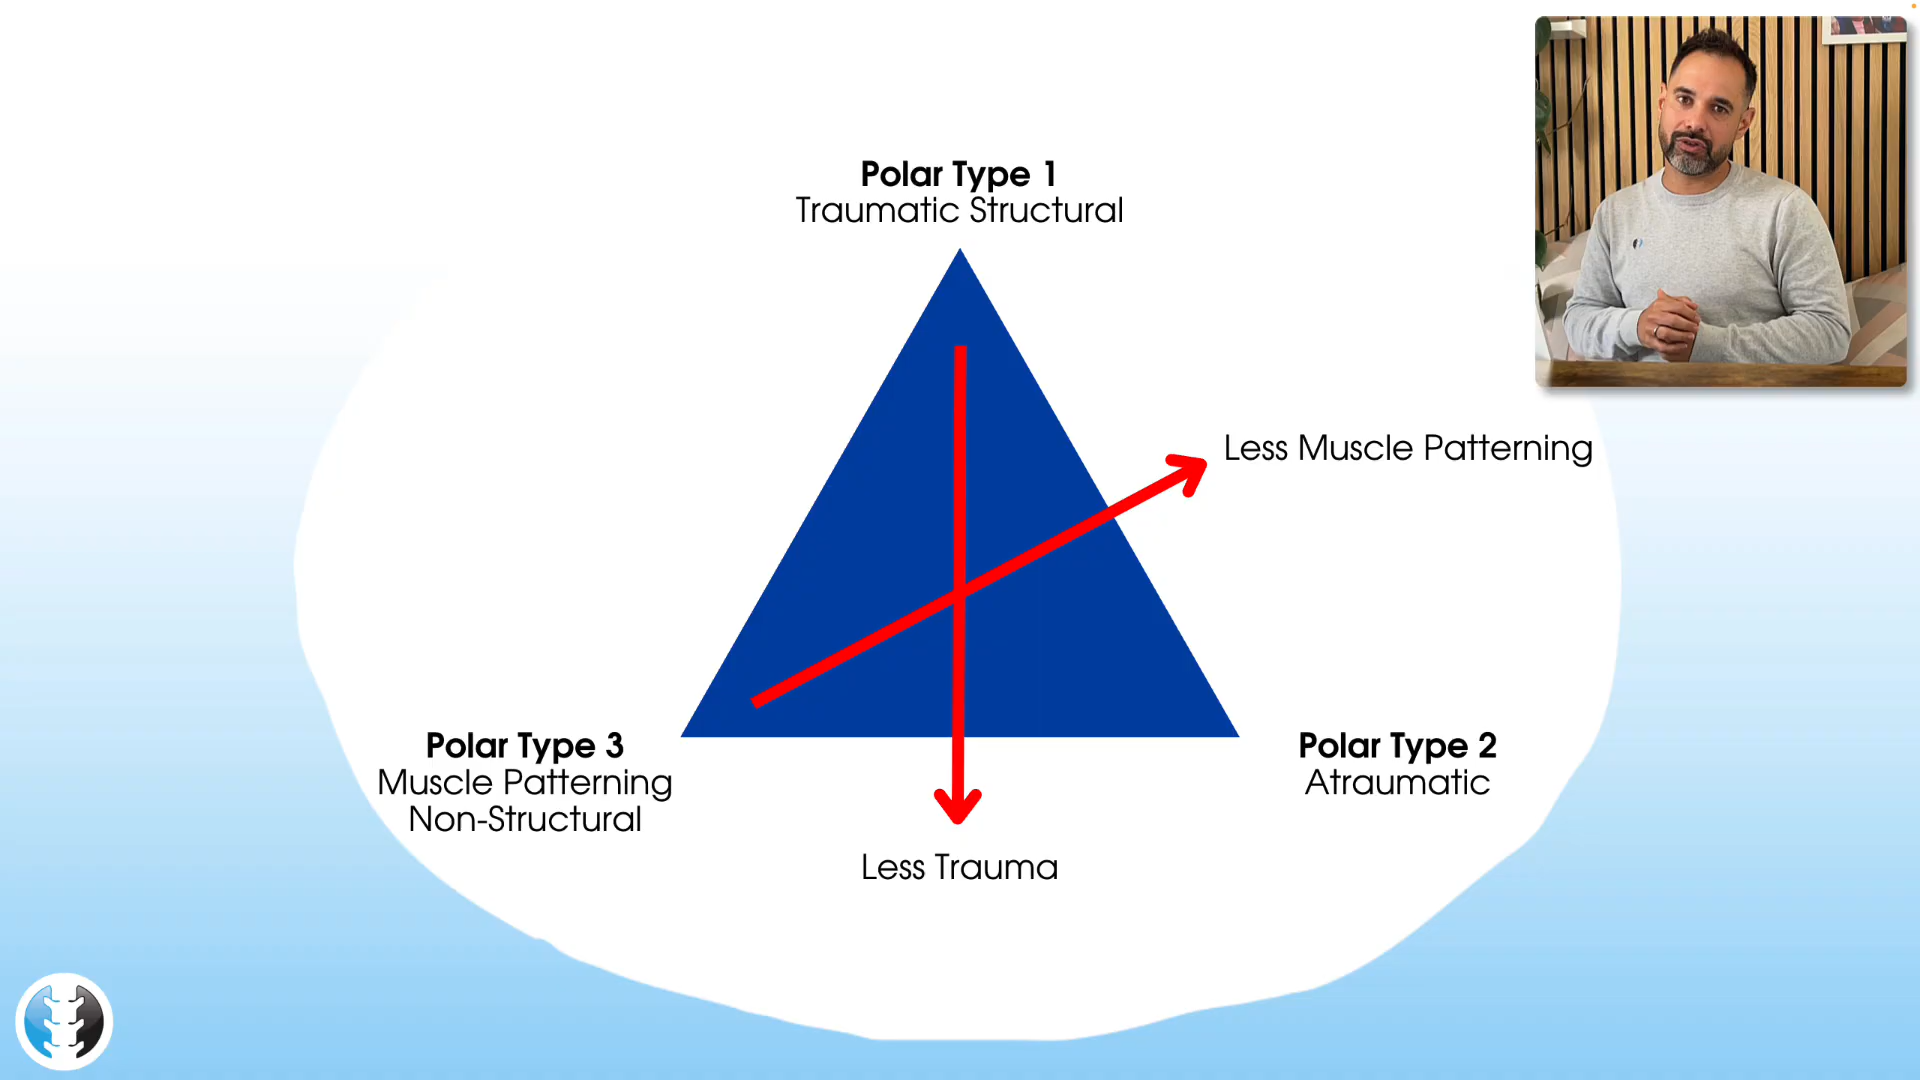 Polar Type 1
Traumatic Structural
Less Muscle Patterning
Polar Type 3
Muscle Patterning
Non-Structural
Polar Type 2
Atraumatic
Less Trauma